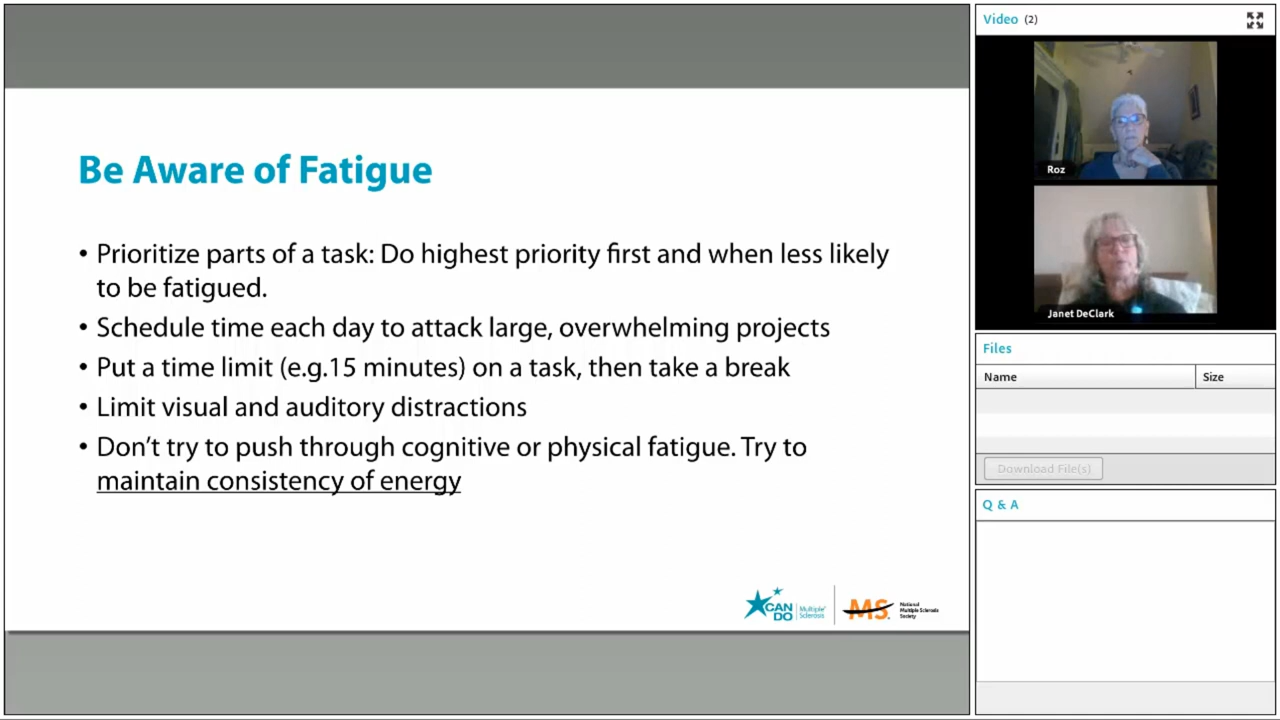 Be Aware of Fatigue
• Prioritize parts of a task: Do highest priority first and when less likely
to be fatigued.
• Schedule time each day to attack large, overwhelming projects
• Put a time limit (e.g.15 minutes) on a task, then take a break
• Limit visual and auditory distractions
• Don’t try to push through cognitive or physical fatigue. Try to
maintain consistency of energy
CAN
DO
Multiple
Sclerosis
MS
National
Multiple Sclerosis
Society
Video (2)
Roz
Janet DeClark
Files
Name Size
Download File(s)
Q & A